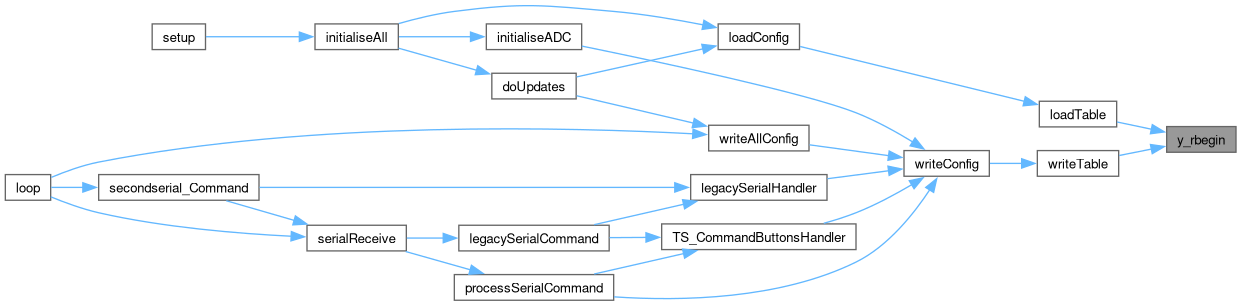 setup
initialiseAll
initialiseADC
loadConfig
doUpdates
loadTable
y_rbegin
writeAllConfig
writeConfig
writeTable
loop
secondserial_Command
legacySerialHandler
serialReceive
legacySerialCommand
TS_CommandButtonsHandler
processSerialCommand